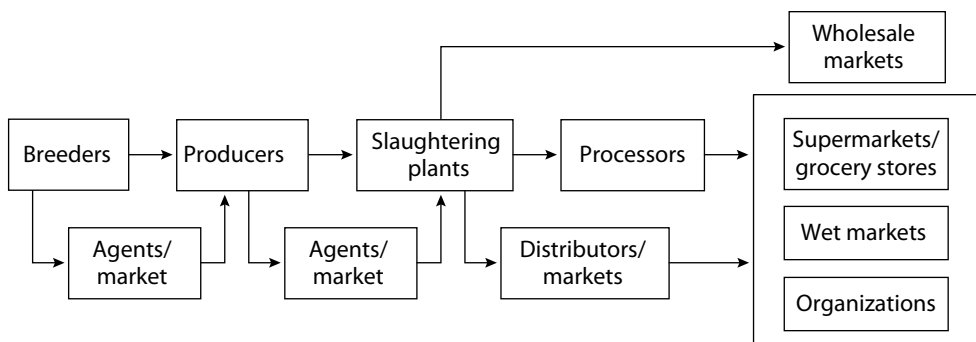 Wholesale
markets
Breeders
Producers
Slaughtering
plants
Processors
Supermarkets/
grocery stores
Agents/
market
Agents/
market
Distributors/
markets
Wet markets
Organizations